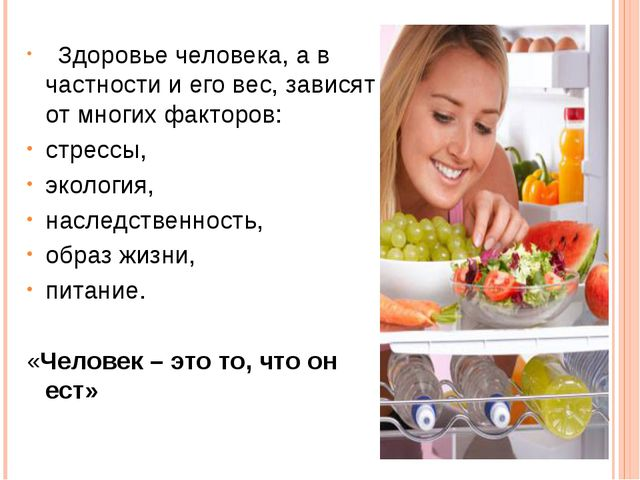 Здоровье человека, а в
частности и его вес, зависят
от многих факторов:
стрессы,
экология,
наследственность,
образ жизни,
питание.
«Человек – это то, что он
ест»